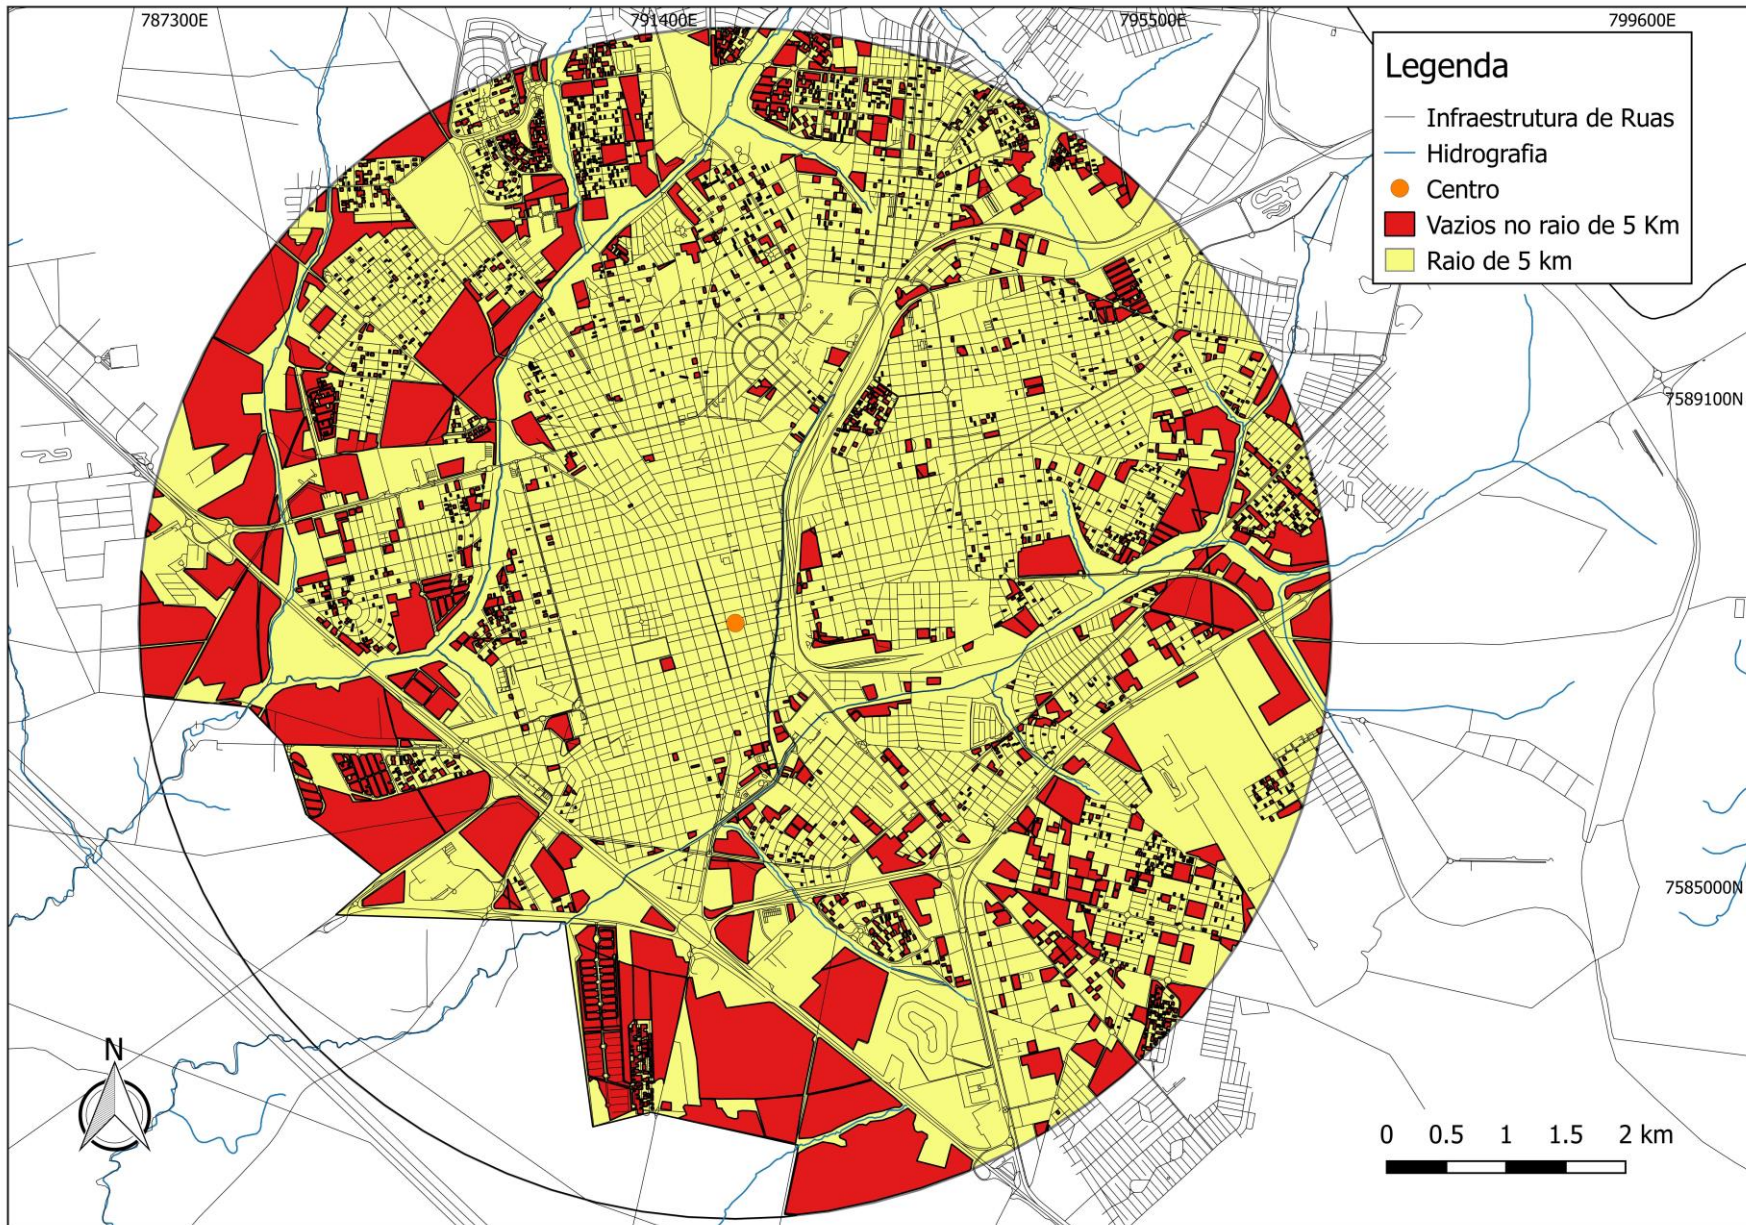 787300E
791400E
795500E
799600E
Legenda
Infraestrutura de Ruas
Hidrografia
Centro
Vazios no raio de 5 Km
Raio de 5 km
7589100N
7585000N
N
0 0.5 1 1.5 2 km